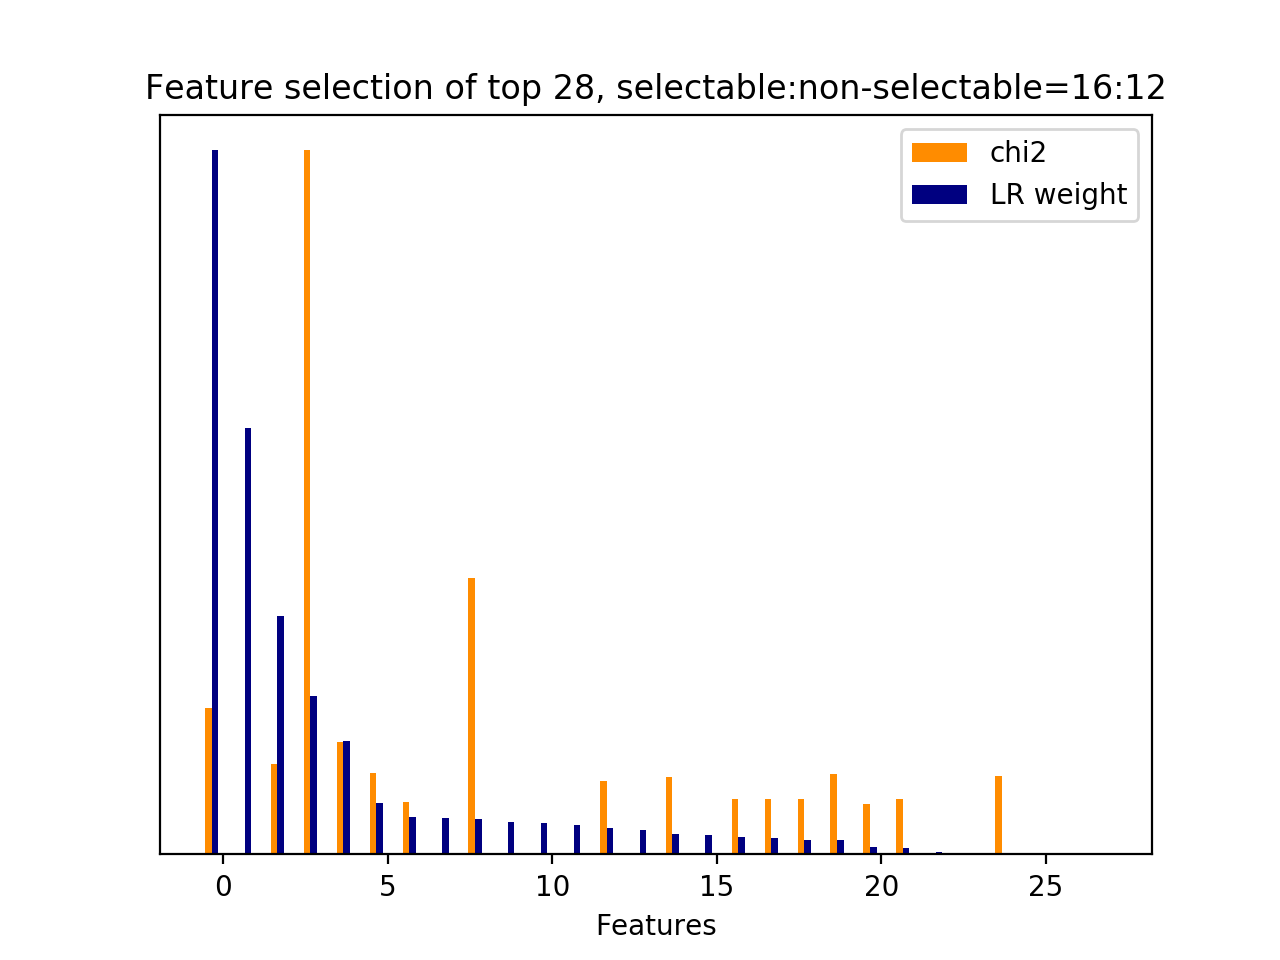 Feature selection of top 28, selectable:non-selectable=16:12
chi2
LR weight
0 5 10 15 20 25
Features